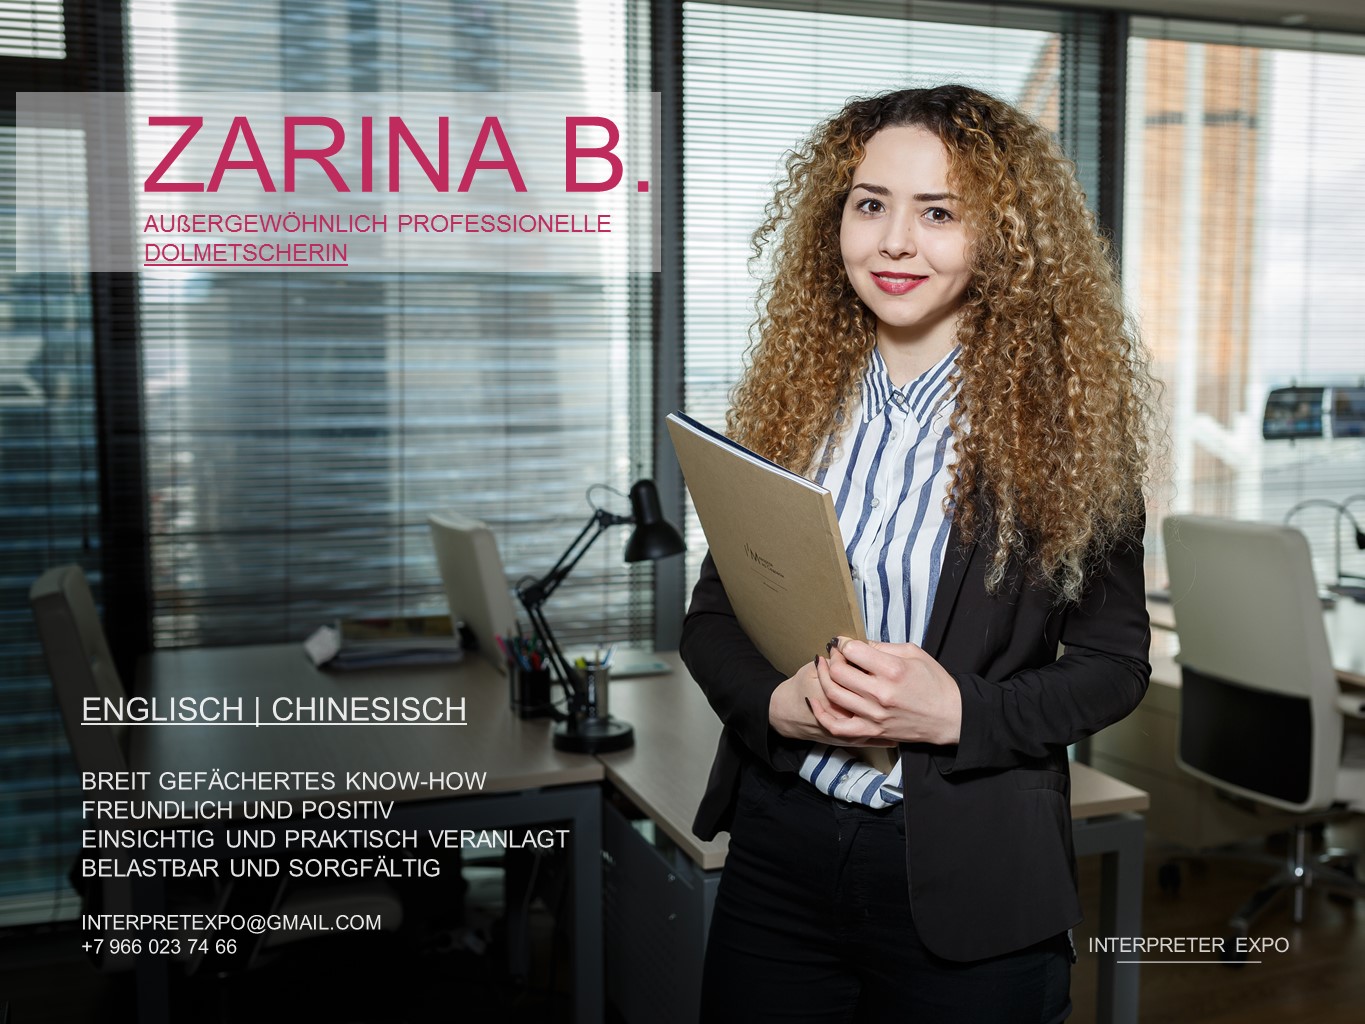 ZARINA B.
AUßERGEWÖHNLICH PROFESSIONELLE
DOLMETSCHERIN
ENGLISCH | CHINESISCH
BREIT GEFÄCHERTES KNOW-HOW
FREUNDLICH UND POSITIV
EINSICHTIG UND PRAKTISCH VERANLAGT
BELASTBAR UND SORGFÄLTIG
INTERPRETEXPO@GMAIL.COM
+7 966 023 74 66
INTERPRETER EXPO